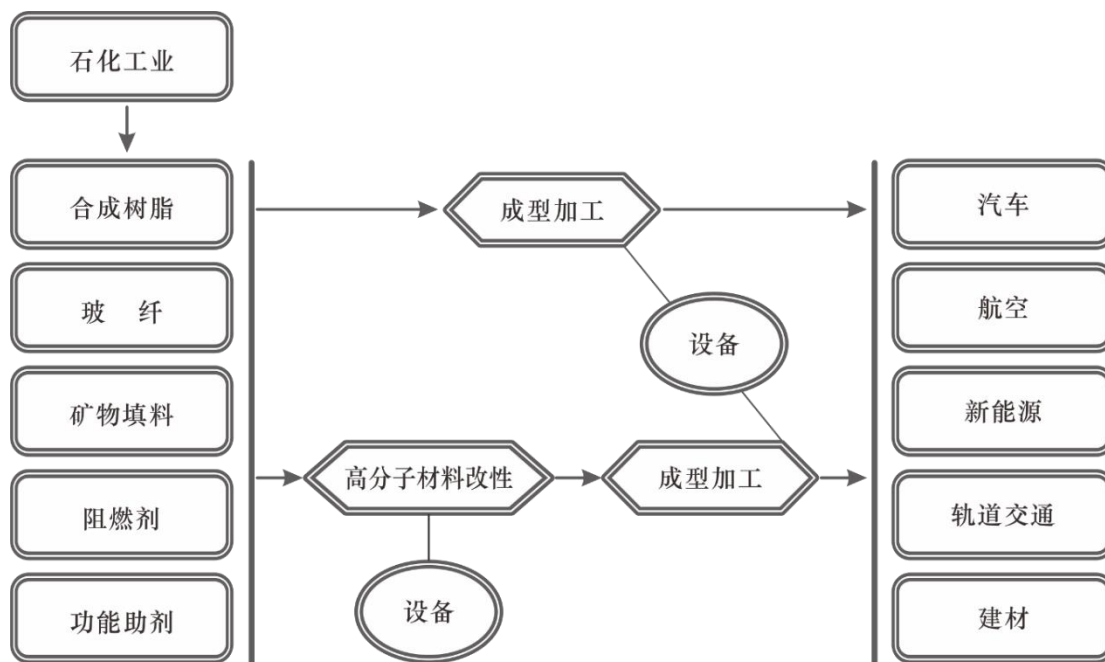 石化工业
合成树脂
玻 纤
矿物填料
阻燃剂
功能助剂
成型加工
设备
高分子材料改性
成型加工
设备
汽车
航空
新能源
轨道交通
建材